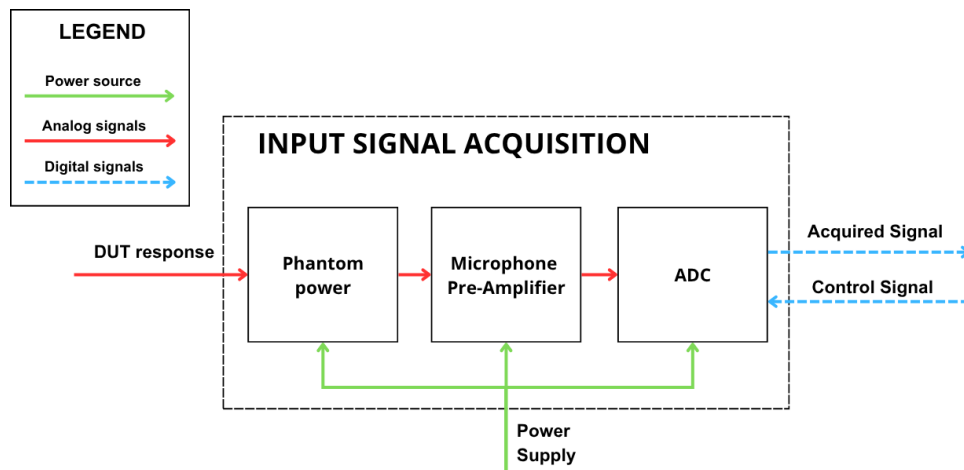 LEGEND
Power source
Analog signals
Digital signals
INPUT SIGNAL ACQUISITION
DUT response
Phantom
power
Microphone
Pre-Amplifier
ADC
Acquired Signal
Control Signal
Power
Supply